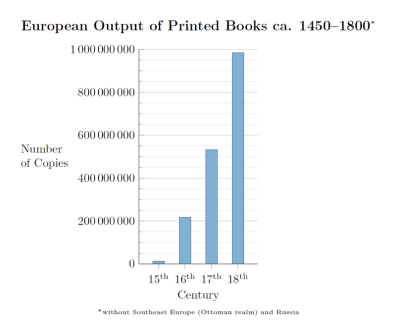 European Output of Printed Books ca. 1450–1800*
1 000 000 000
800 000 000
600 000 000
Number
of Copies
400 000 000
200 000 000
0
15th 16th 17th 18th
Century
*without Southeast Europe (Ottoman realm) and Russia